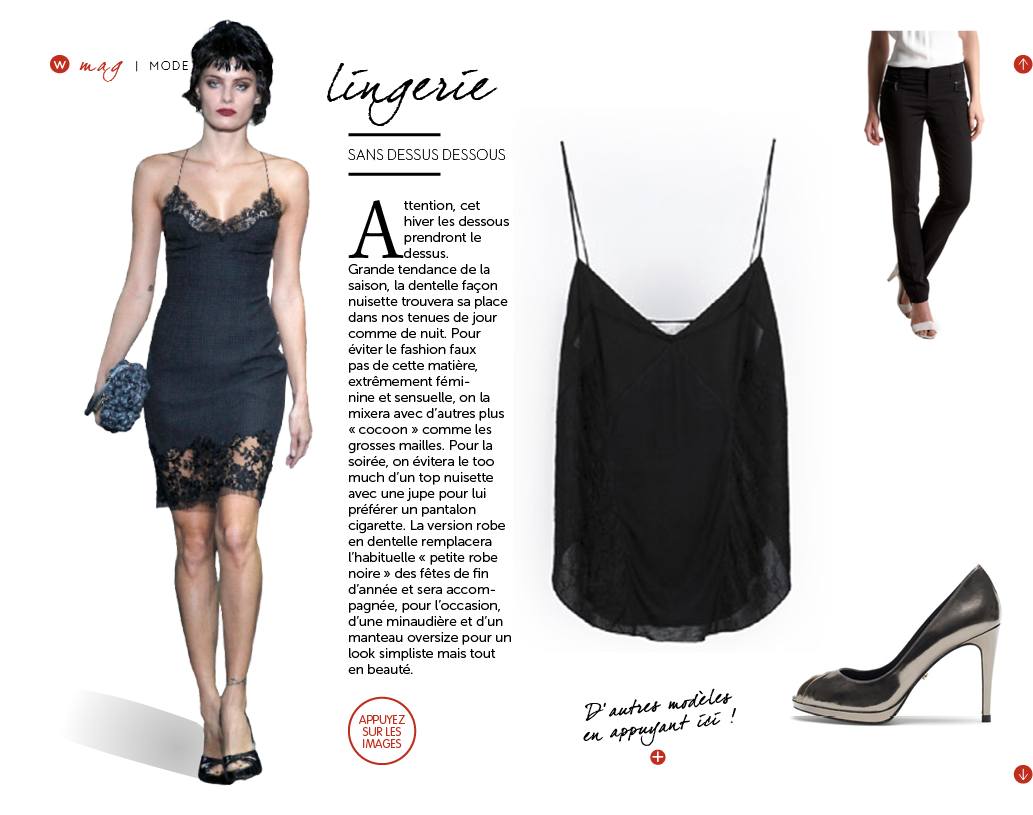 W mag | MODE
lingerie
SANS DESSUS DESSOUS
Attention, cet
hiver les dessous
prendront le
dessus.
Grande tendance de la
saison, la dentelle façon
nuisette trouvera sa place
dans nos tenues de jour
comme de nuit. Pour
éviter le fashion faux
pas de cette matière,
extrêmement fémi-
nine et sensuelle, on la
mixera avec d’autres plus
« cocoon » comme les
grosses mailles. Pour la
soirée, on évitera le too
much d’un top nuisette
avec une jupe pour lui
préférer un pantalon
cigarette. La version robe
en dentelle remplacera
l’habituelle « petite robe
noire » des fêtes de fin
d’année et sera accom-
pagnée, pour l’occasion,
d’une minaudière et d’un
manteau oversize pour un
look simpliste mais tout
en beauté.
APPUYEZ
SUR LES
IMAGES
D'autres modèles
en appuyant ici !